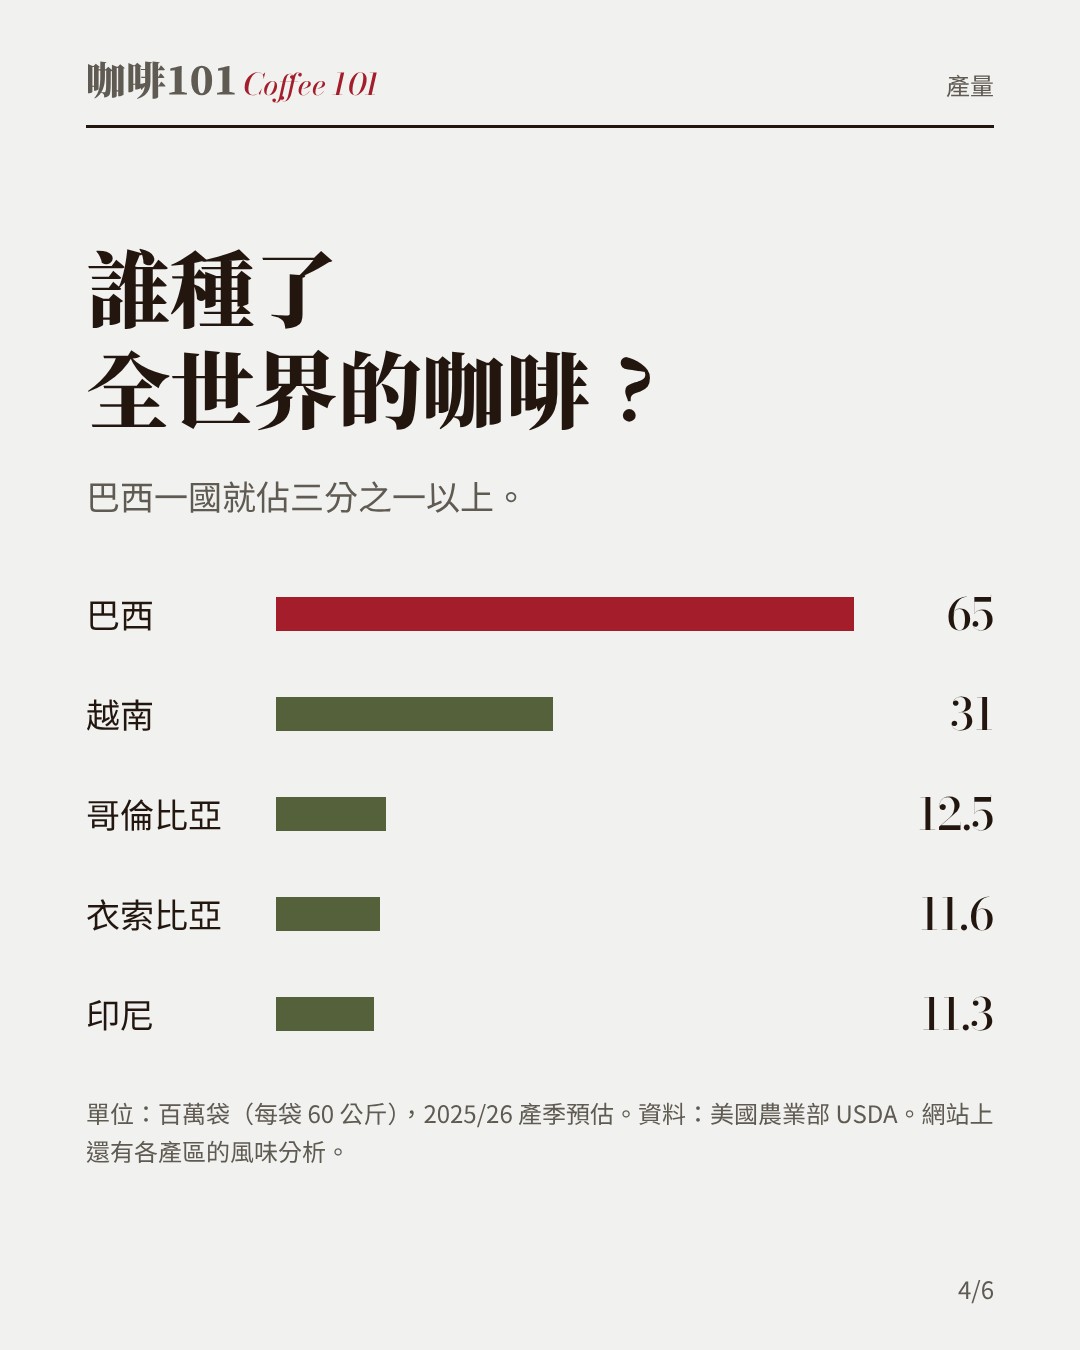 咖啡101 Coffee 101
產量
誰種了
全世界的咖啡？
巴西一國就佔三分之一以上。
巴西 65
越南 31
哥倫比亞 12.5
衣索比亞 11.6
印尼 11.3
單位：百萬袋（每袋 60 公斤），2025/26 產季預估。資料：美國農業部 USDA。網站上
還有各產區的風味分析。
4/6